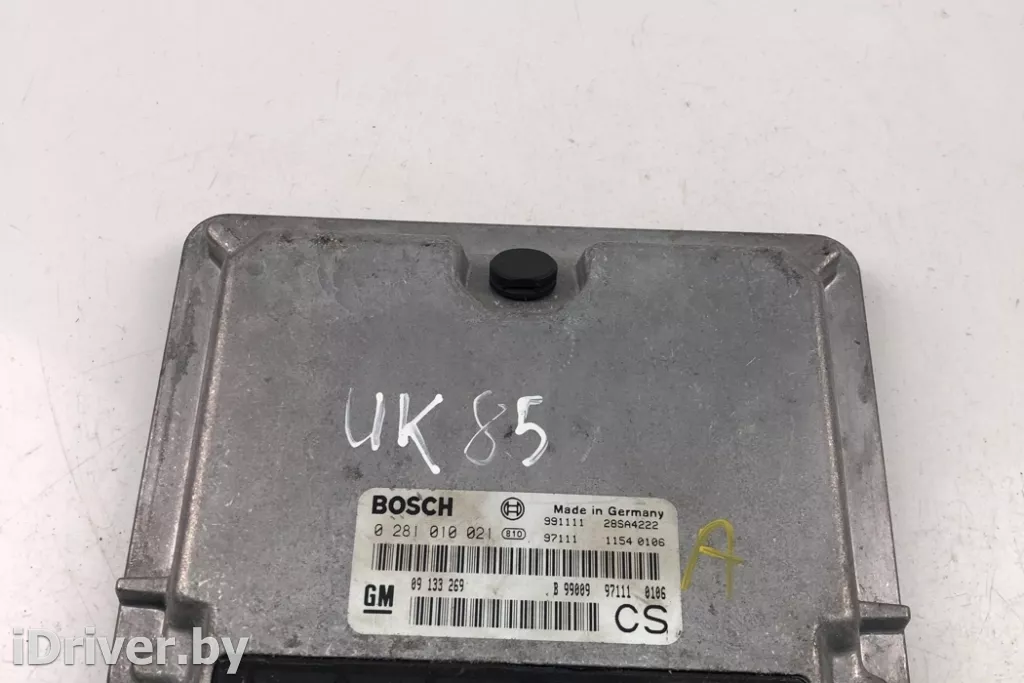 UK 85
BOSCH Made in Germany
0 281 010 021 810 991111 28SA4222
97111 1154 0106
09 133 269 B 99009 97111 0106
GM CS
A
iDriver.by